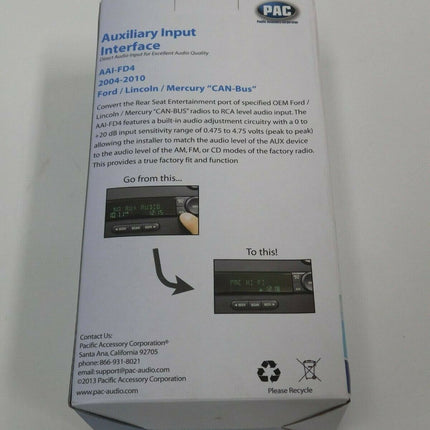 PAC
Pacific Accessory Corporation
Auxiliary Input
Interface
Direct Audio Input for Excellent Audio Quality
AAI-FD4
2004-2010
Ford / Lincoln / Mercury "CAN-Bus"
Convert the Rear Seat Entertainment port of specified OEM Ford /
Lincoln / Mercury "CAN-BUS" radios to RCA level audio input. The
AAI-FD4 features a built-in audio adjustment circuitry with a 0 to
+20 dB input sensitivity range of 0.475 to 4.75 volts (peak to peak)
allowing the installer to match the audio level of the AUX device
to the audio level of the AM, FM, or CD modes of the factory radio.
This provides a true factory fit and function
Go from this...
NO AUX AUDIO
To this!
PAC HI FI
Contact Us:
Pacific Accessory Corporation®
Santa Ana, California 92705
phone:866-931-8021
email:support@pac-audio.com
©2013 Pacific Accessory Corporation
www.pac-audio.com
Please Recycle